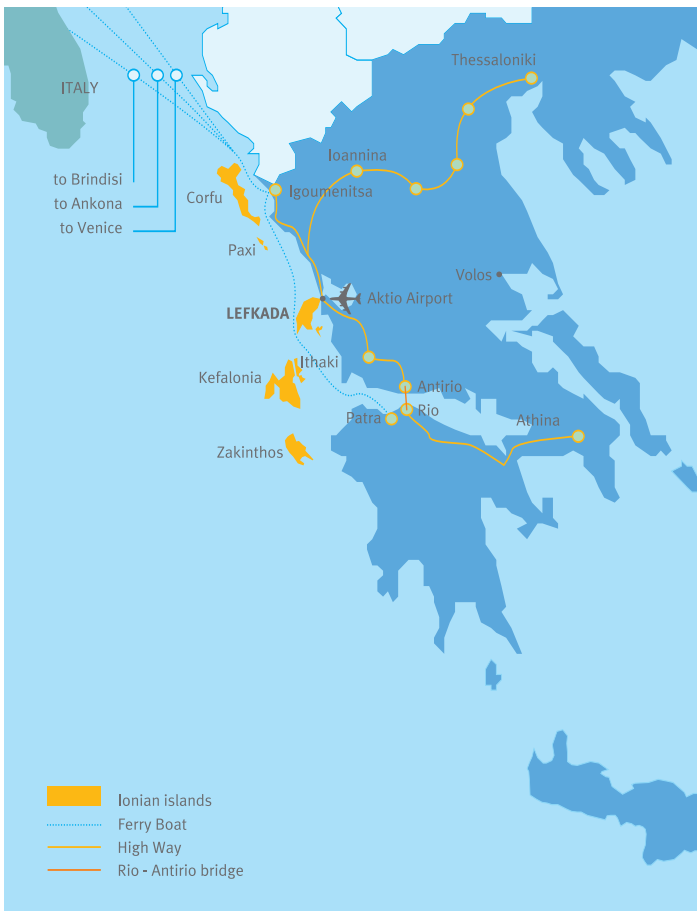 Thessaloniki
ITALY
Ioannina
to Brindisi
Igoumenitsa
Corfu
to Ankona
to Venice
Paxi
Volos
Aktio Airport
LEFKADA
Ithaki
Kefalonia
Antirio
Rio
Patra
Athina
Zakinthos
Ionian islands
Ferry Boat
High Way
Rio - Antirio bridge